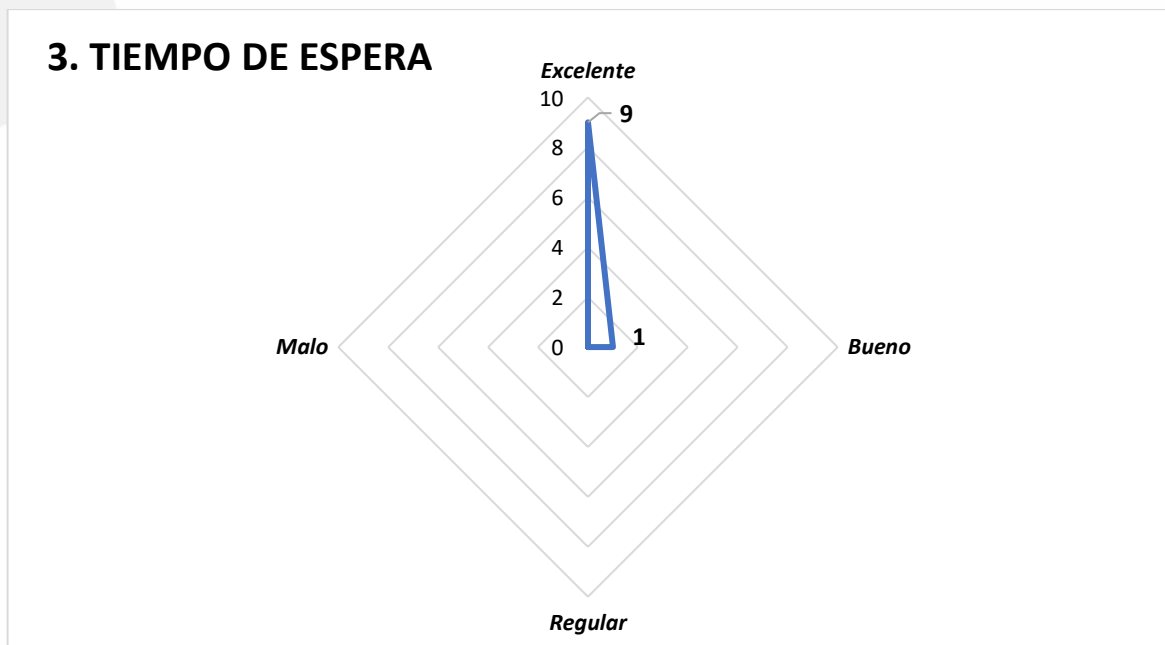 3. TIEMPO DE ESPERA
Excelente
10
9
8
6
4
2
0
1
Malo
Bueno
Regular